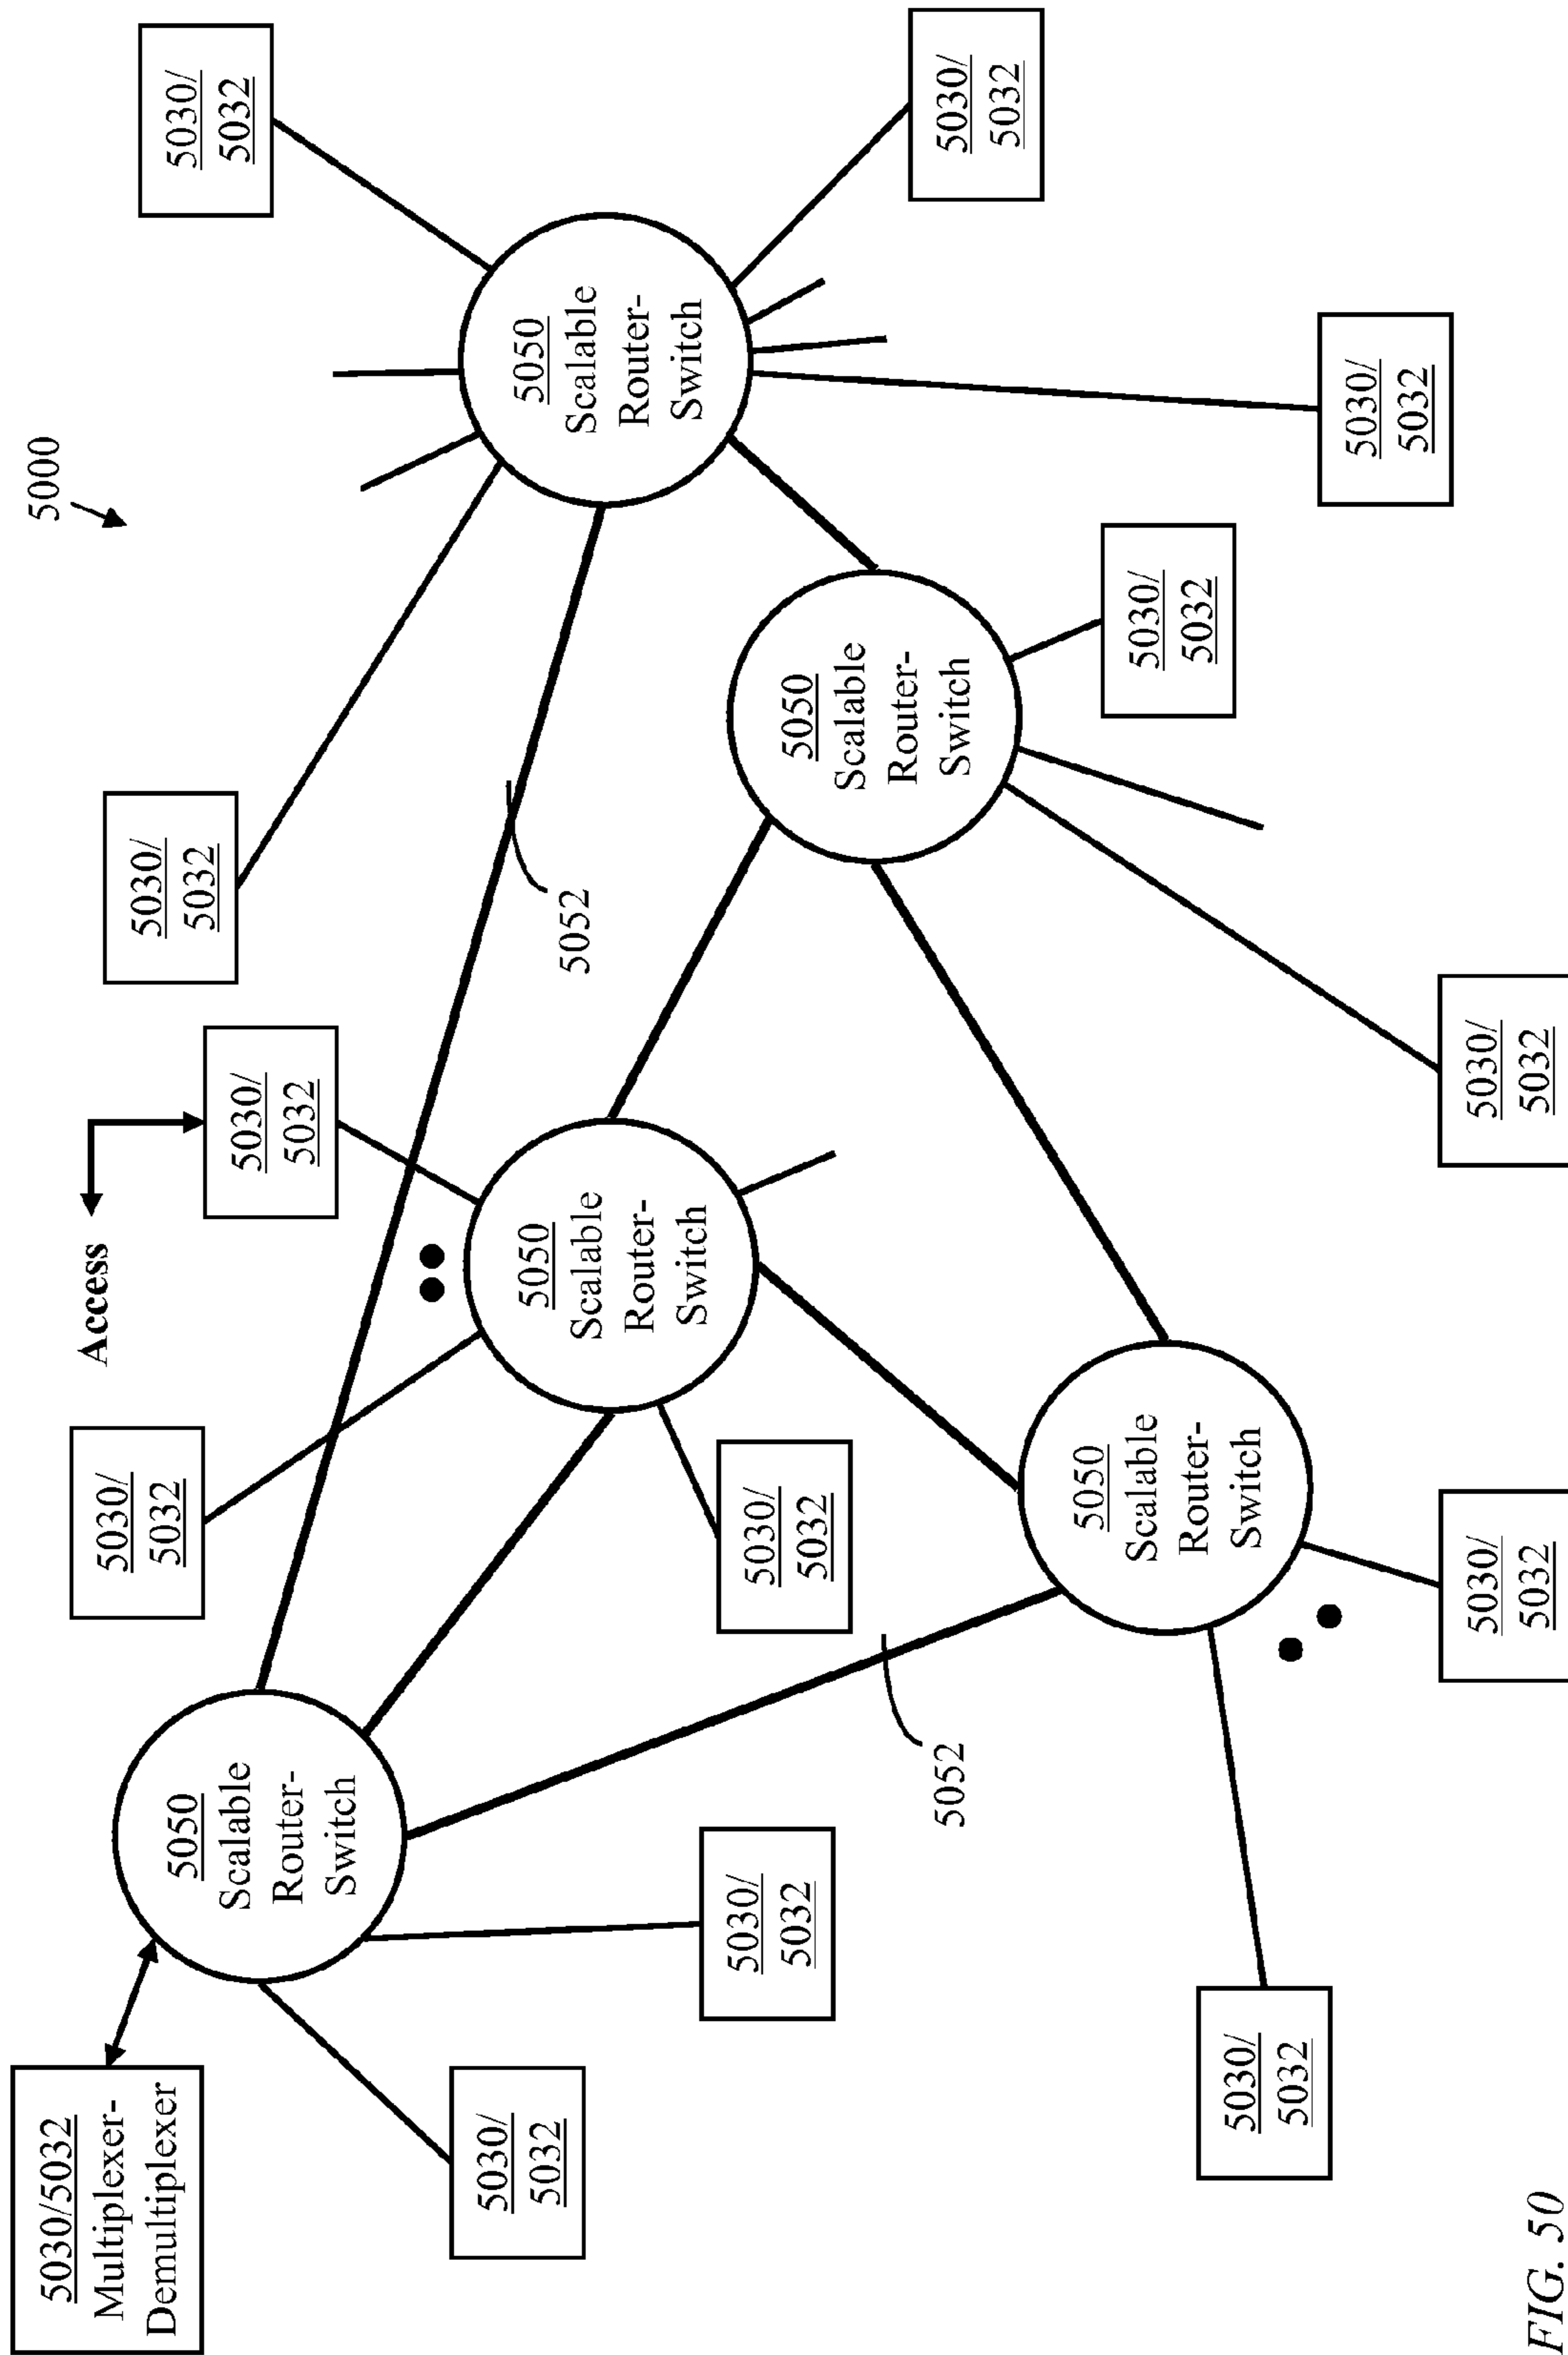 5000
5030/5032
Multiplexer-
Demultiplexer
Access
5030/
5032
5030/
5032
5030/
5032
5050
Scalable
Router-
Switch
5030/
5032
5030/
5032
5050
Scalable
Router-
Switch
5050
Scalable
Router-
Switch
5052
5030/
5032
5030/
5032
5050
Scalable
Router-
Switch
5030/
5032
5052
5050
Scalable
Router-
Switch
5030/
5032
5030/
5032
5030/
5032
5030/
5032
5030/
5032
FIG. 50